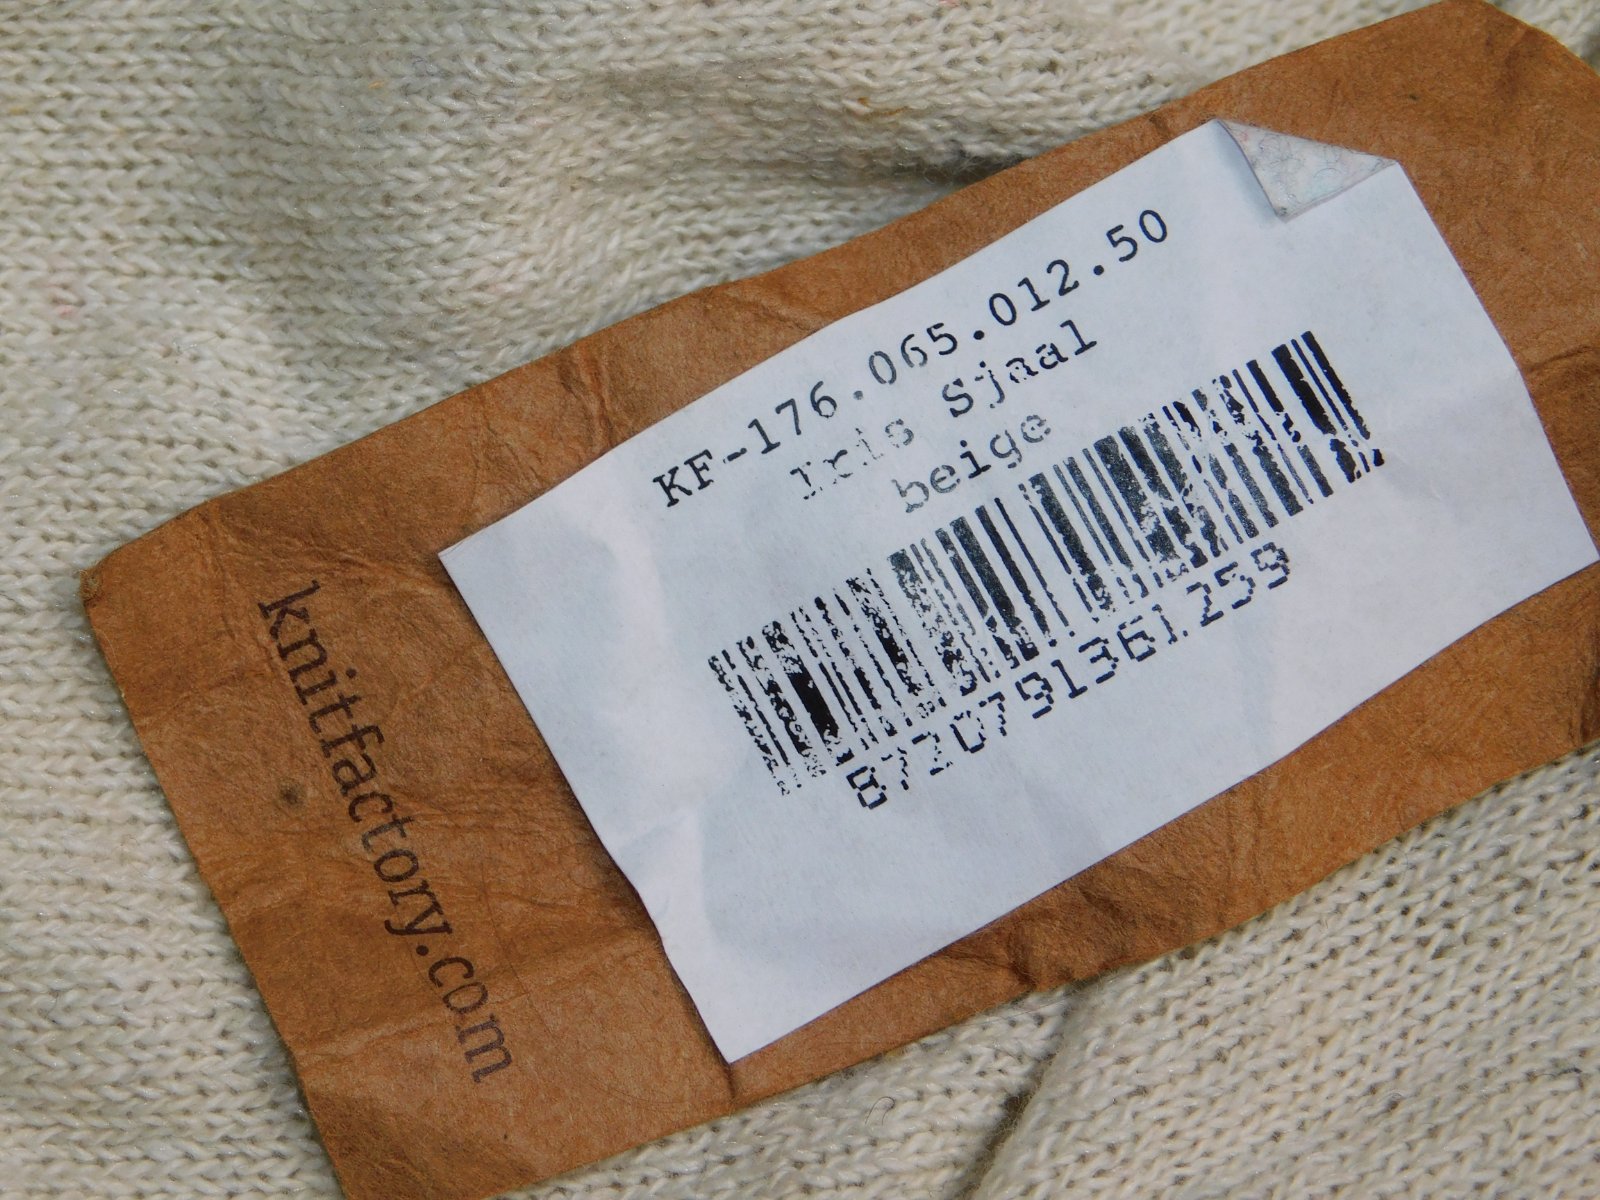 KF-176.065.012.50
Iris Sjaal
beige
8720791361259
knitfactory.com